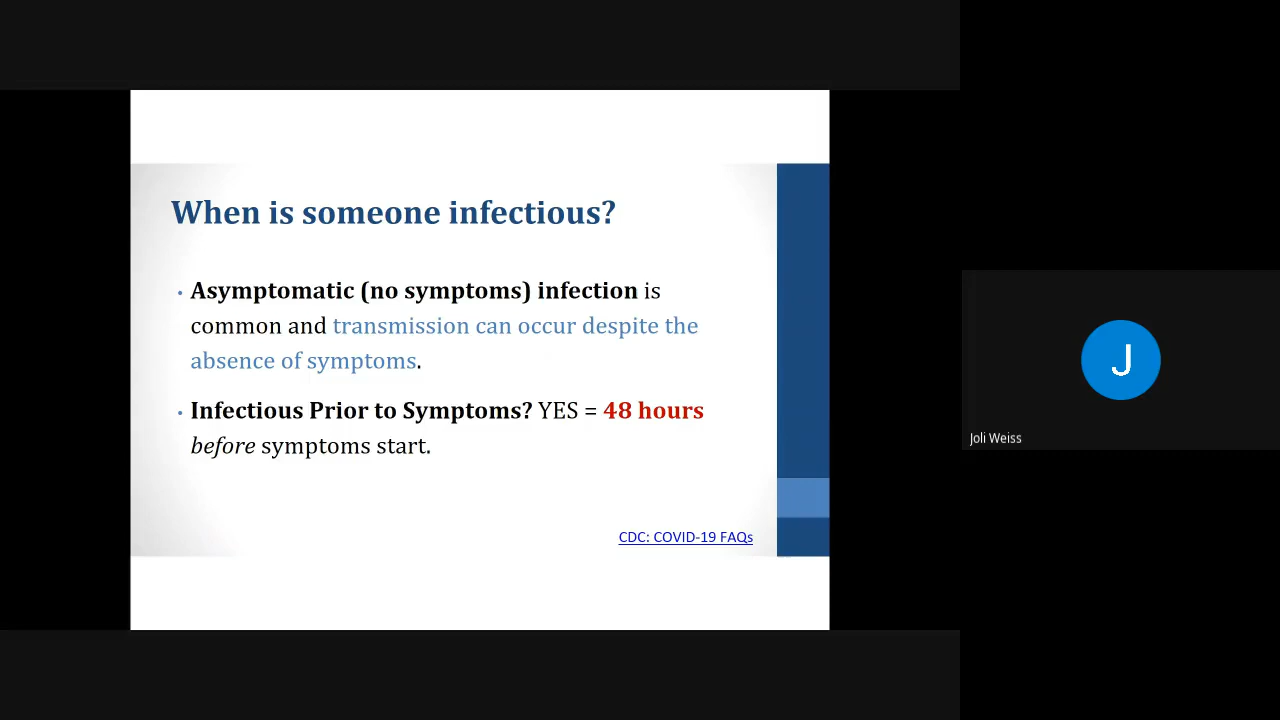 When is someone infectious?
• Asymptomatic (no symptoms) infection is
common and transmission can occur despite the
absence of symptoms.
• Infectious Prior to Symptoms? YES = 48 hours
before symptoms start.
CDC: COVID-19 FAQs
J
Joli Weiss